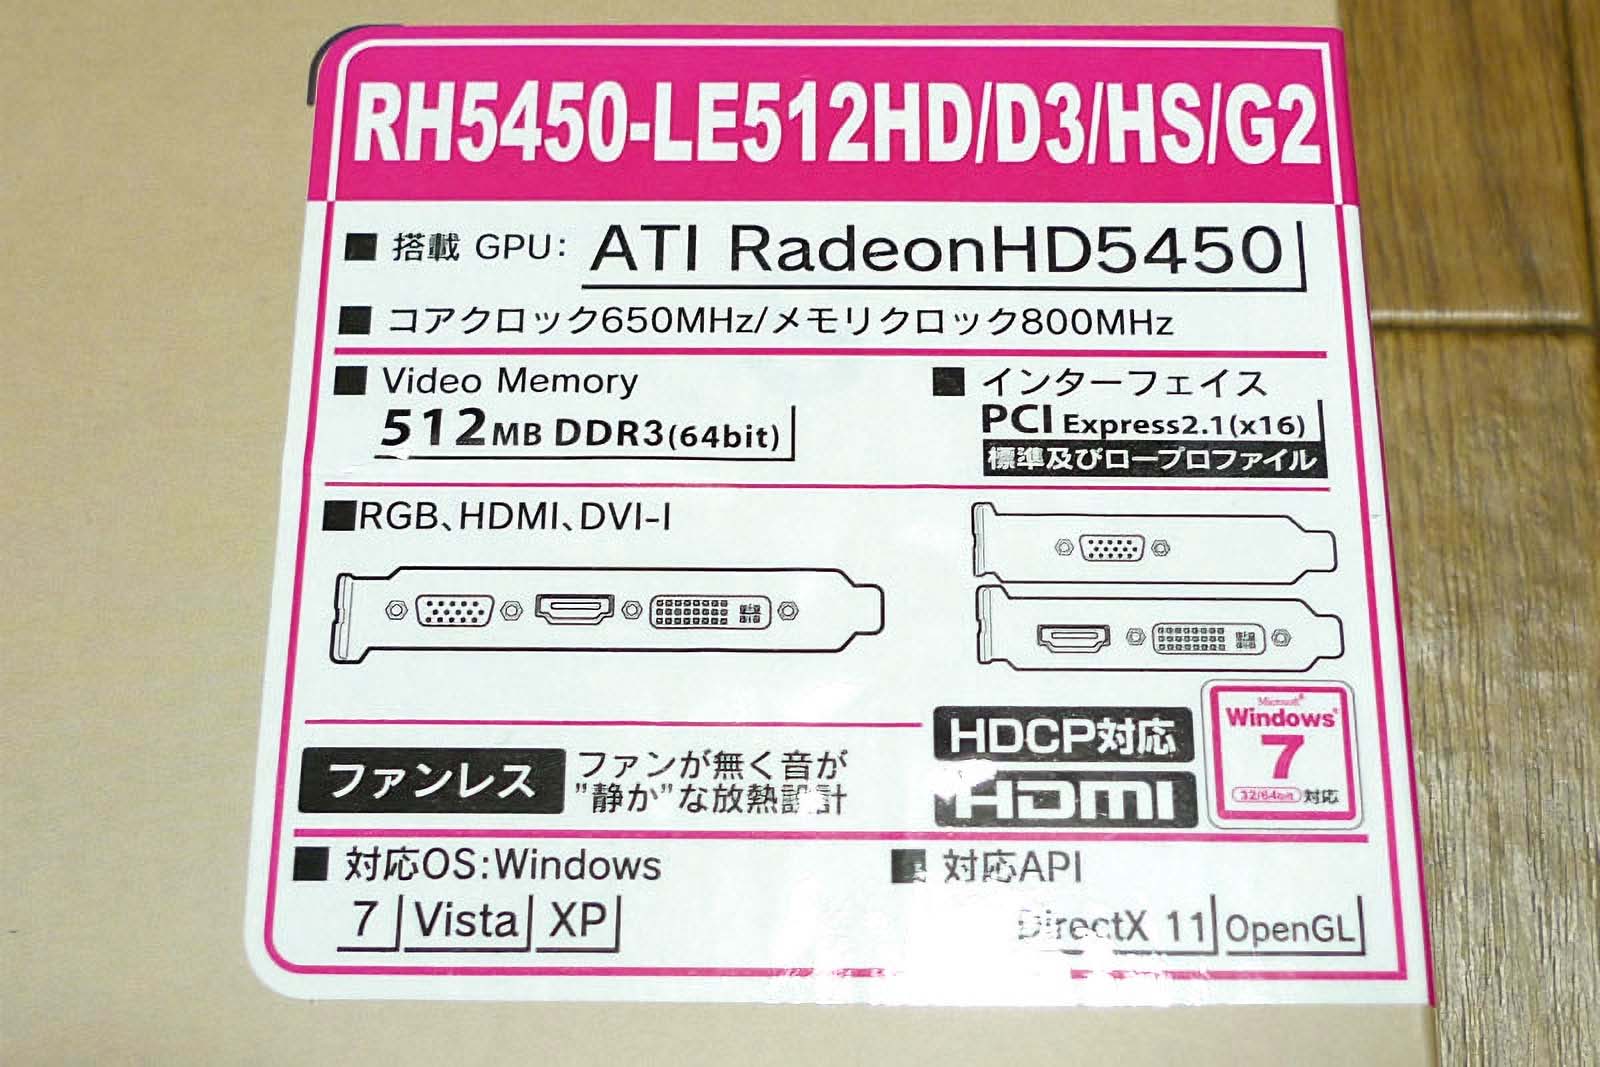 RH5450-LE512HD/D3/HS/G2
■ 搭載 GPU: ATI RadeonHD5450
■ コアクロック650MHz/メモリクロック800MHz
■ Video Memory
512MB DDR3(64bit)
■ インターフェイス
PCI Express2.1(x16)
標準及びロープロファイル
■RGB、HDMI、DVI-I
ファンレス
ファンが無く音が
"静か"な放熱設計
HDCP対応
HDMI
Microsoft®
Windows®
7
32/64bit 対応
■ 対応OS:Windows
7 Vista XP
■ 対応API
DirectX 11 OpenGL